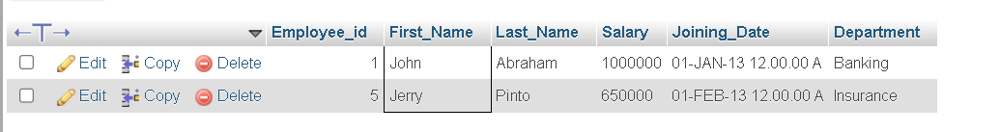 Employee_id First_Name Last_Name Salary Joining_Date Department
Edit Copy Delete 1 John Abraham 1000000 01-JAN-13 12.00.00 A Banking
Edit Copy Delete 5 Jerry Pinto 650000 01-FEB-13 12.00.00 A Insurance